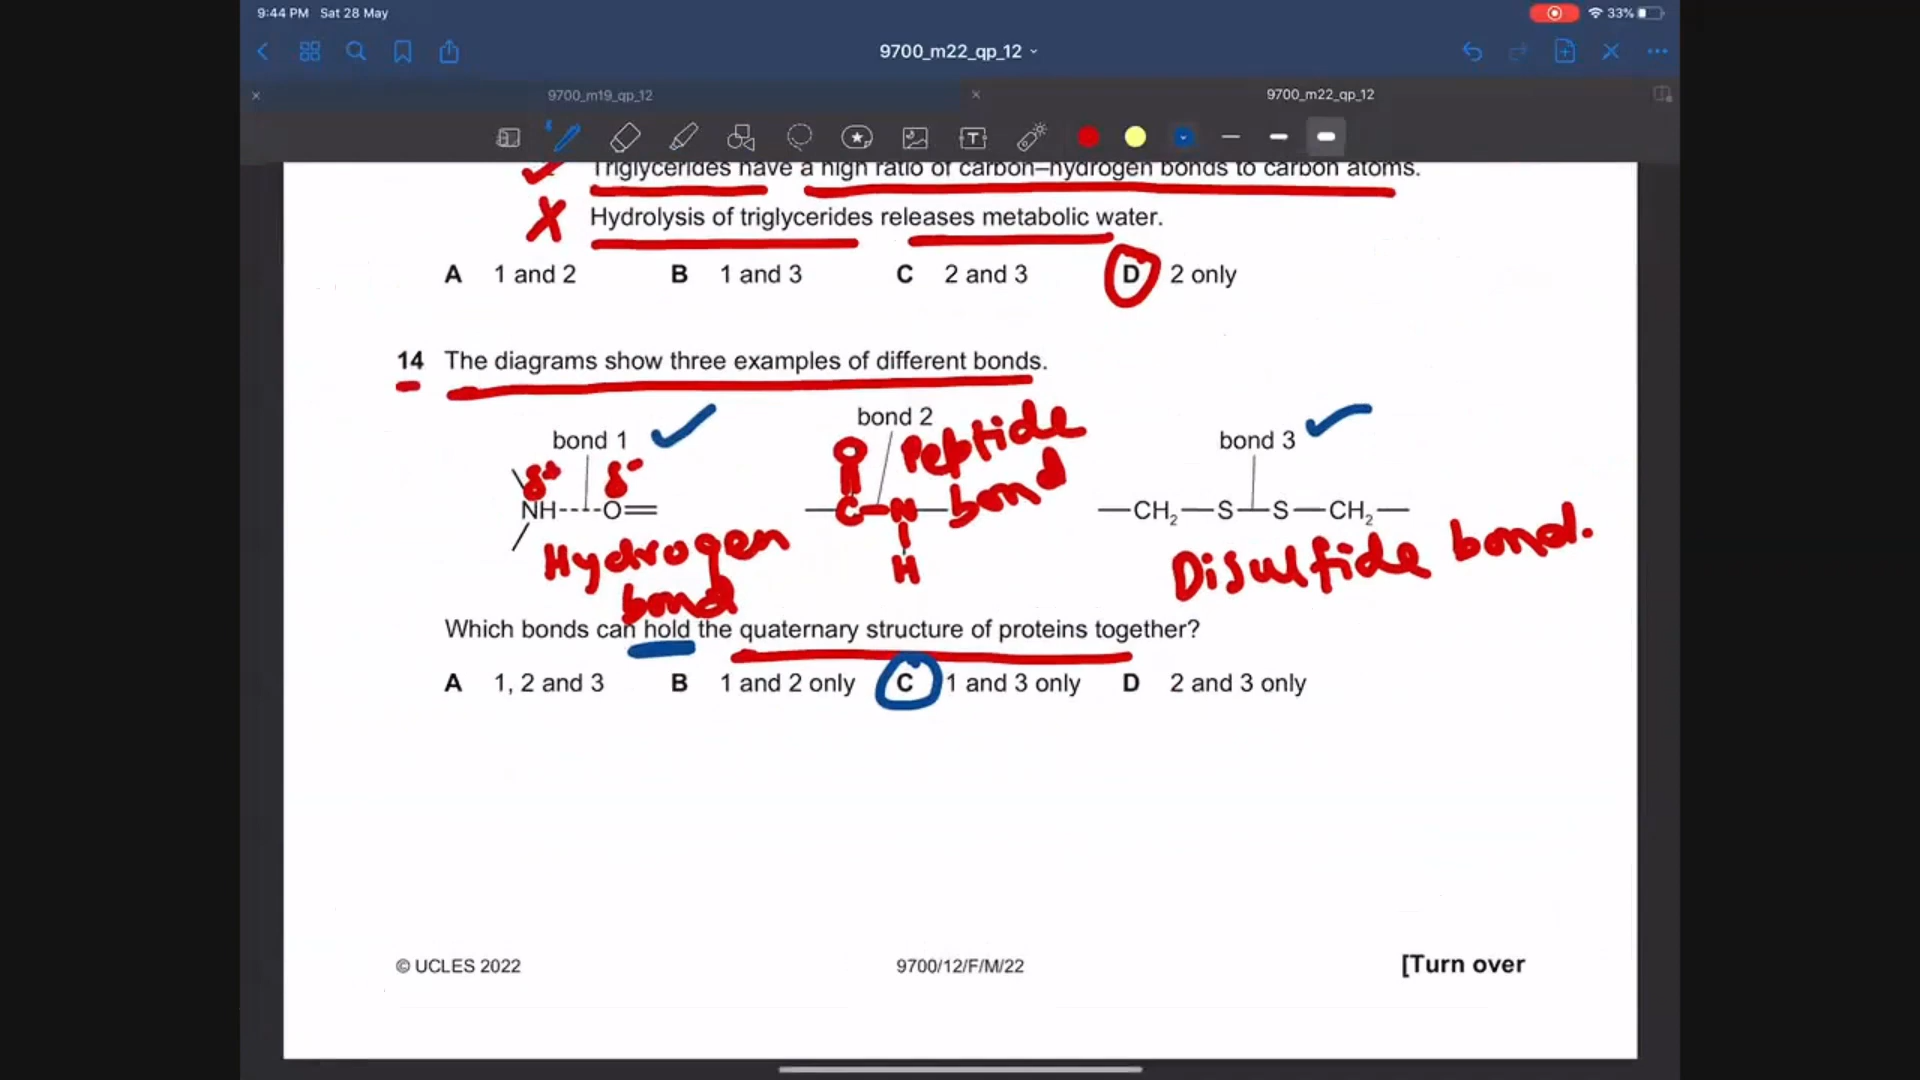 9:44 PM Sat 28 May
33%
9700_m22_qp_12
9700_m19_qp_12
9700_m22_qp_12
Triglycerides have a high ratio of carbon–hydrogen bonds to carbon atoms.
X Hydrolysis of triglycerides releases metabolic water.
A 1 and 2 B 1 and 3 C 2 and 3 D 2 only
14 The diagrams show three examples of different bonds.
bond 1
bond 2
bond 3
δ+ δ-
NH----O
O
C N
H
Peptide
bond
—CH₂—S—S—CH₂—
Hydrogen
bond
Disulfide bond.
Which bonds can hold the quaternary structure of proteins together?
A 1, 2 and 3 B 1 and 2 only C 1 and 3 only D 2 and 3 only
© UCLES 2022 9700/12/F/M/22 [Turn over